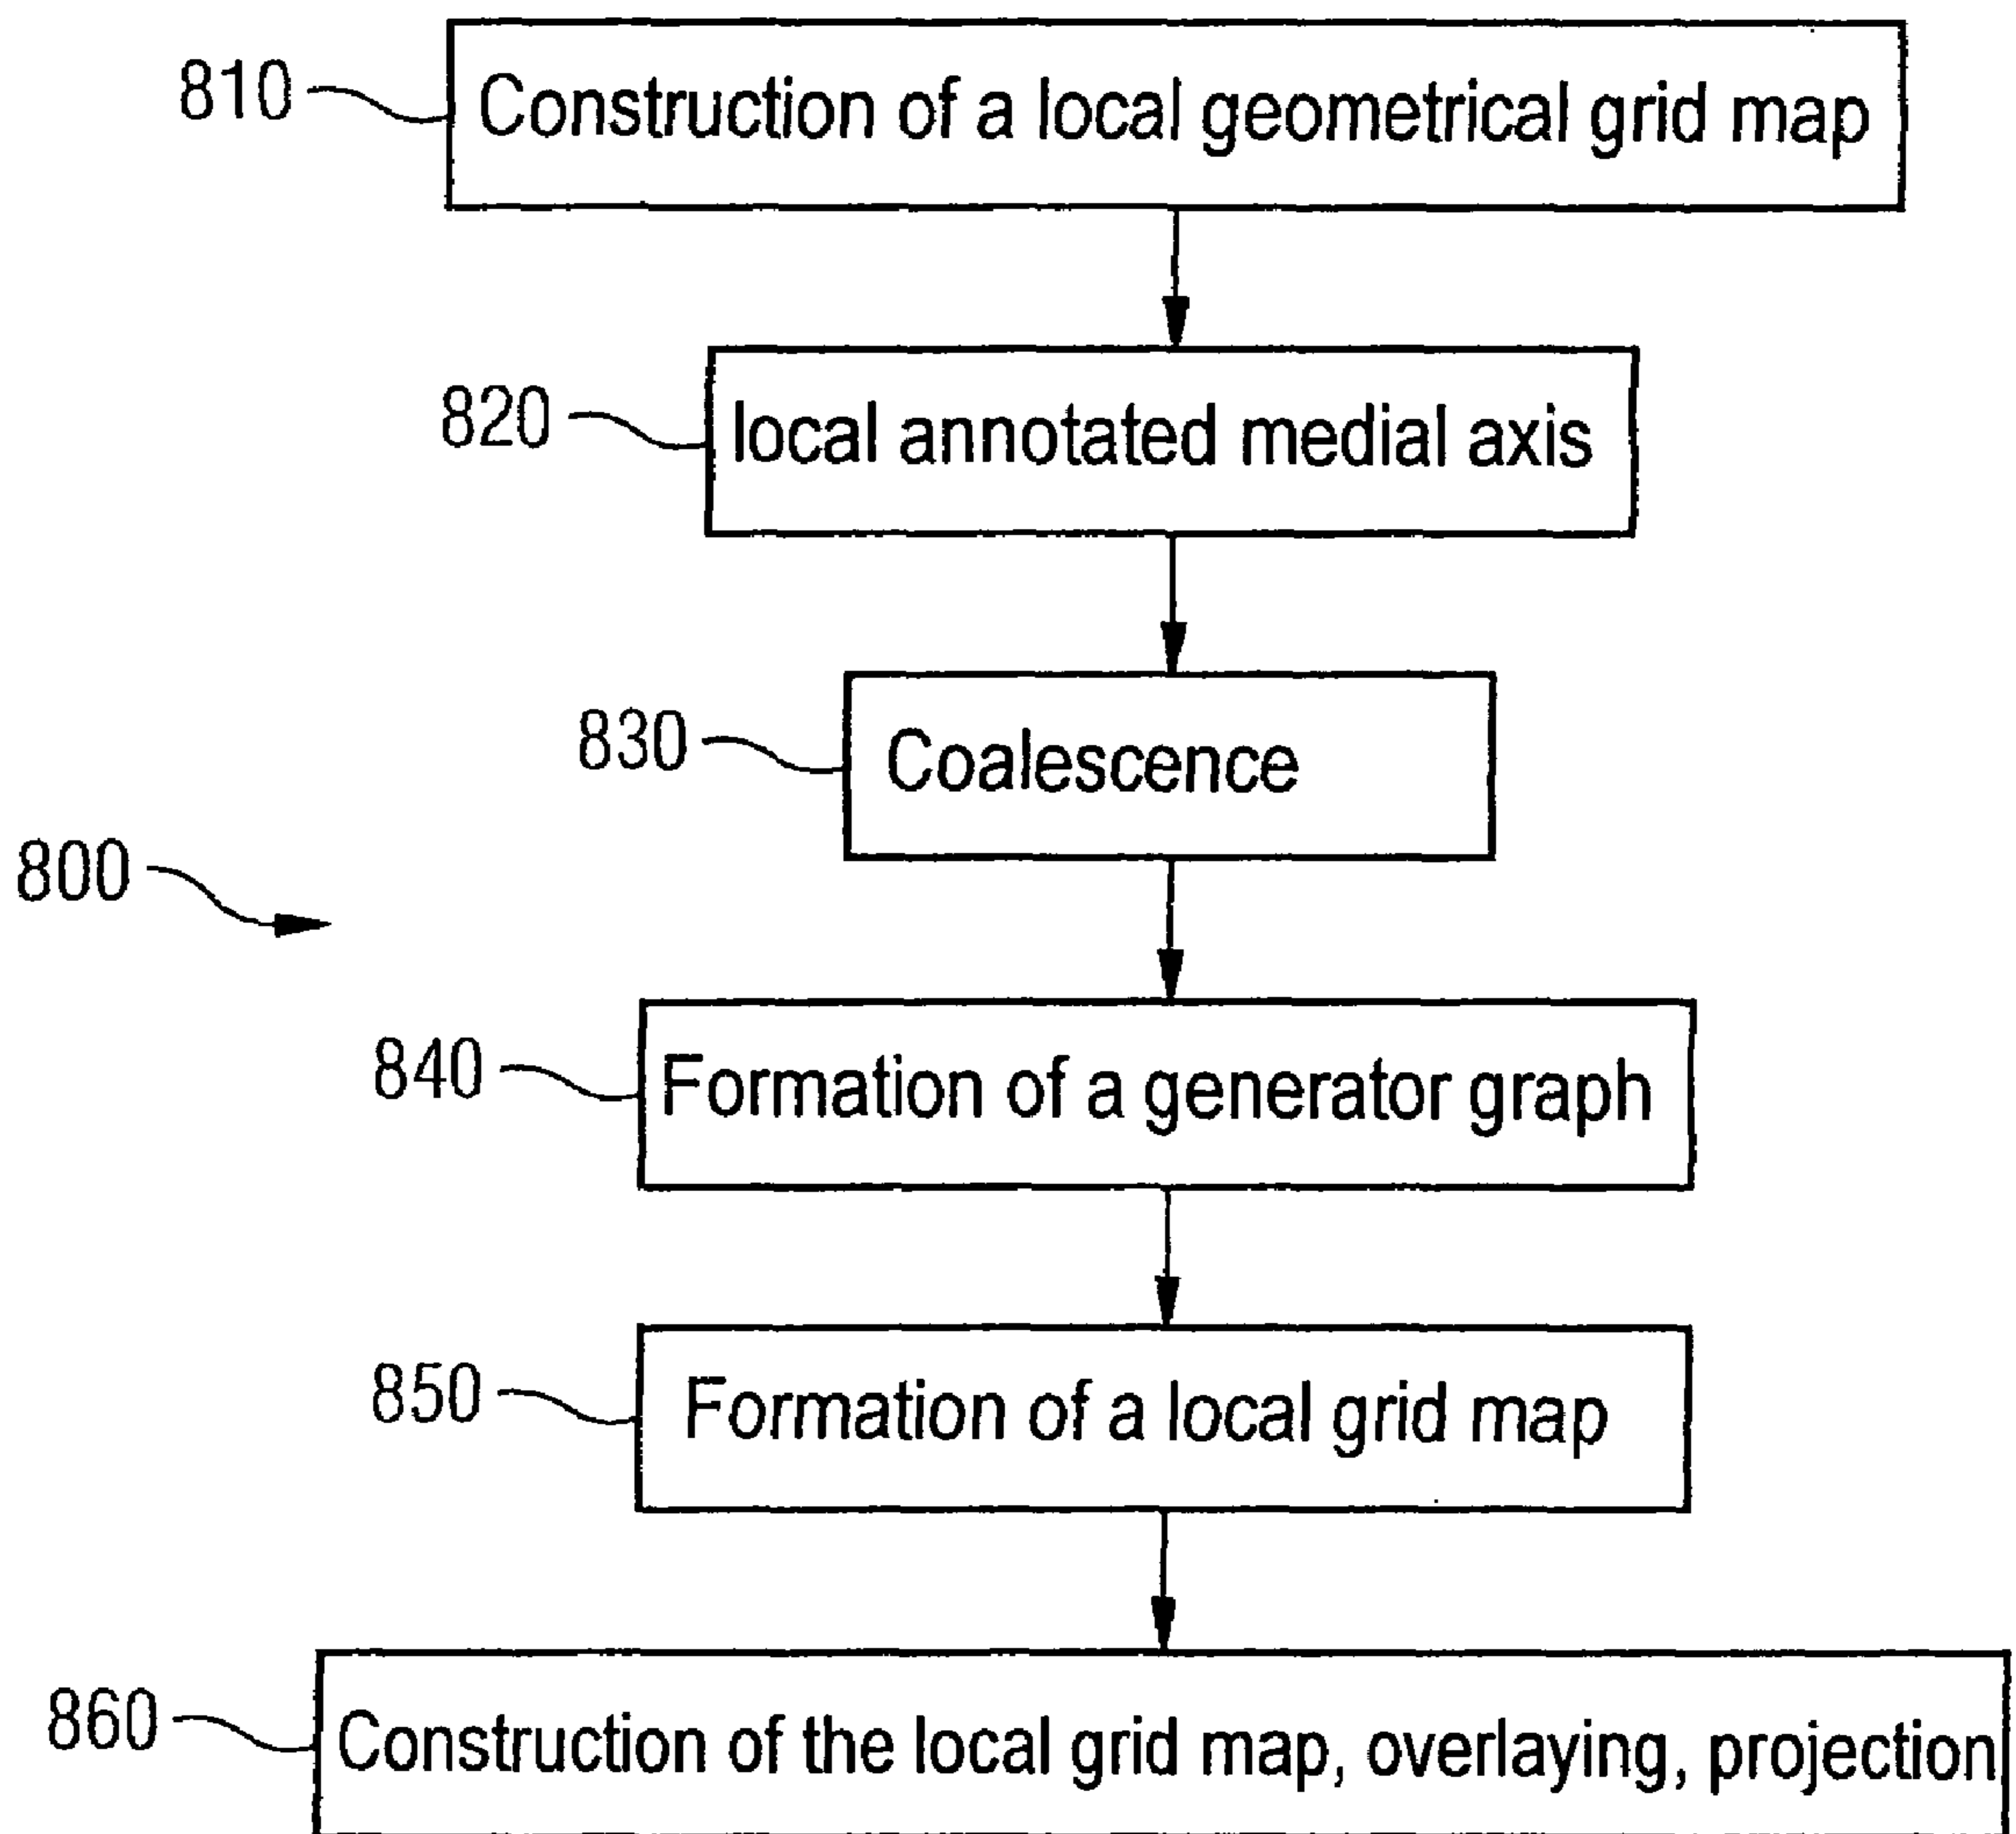 810 Construction of a local geometrical grid map
820 local annotated medial axis
830 Coalescence
800
840 Formation of a generator graph
850 Formation of a local grid map
860 Construction of the local grid map, overlaying, projection